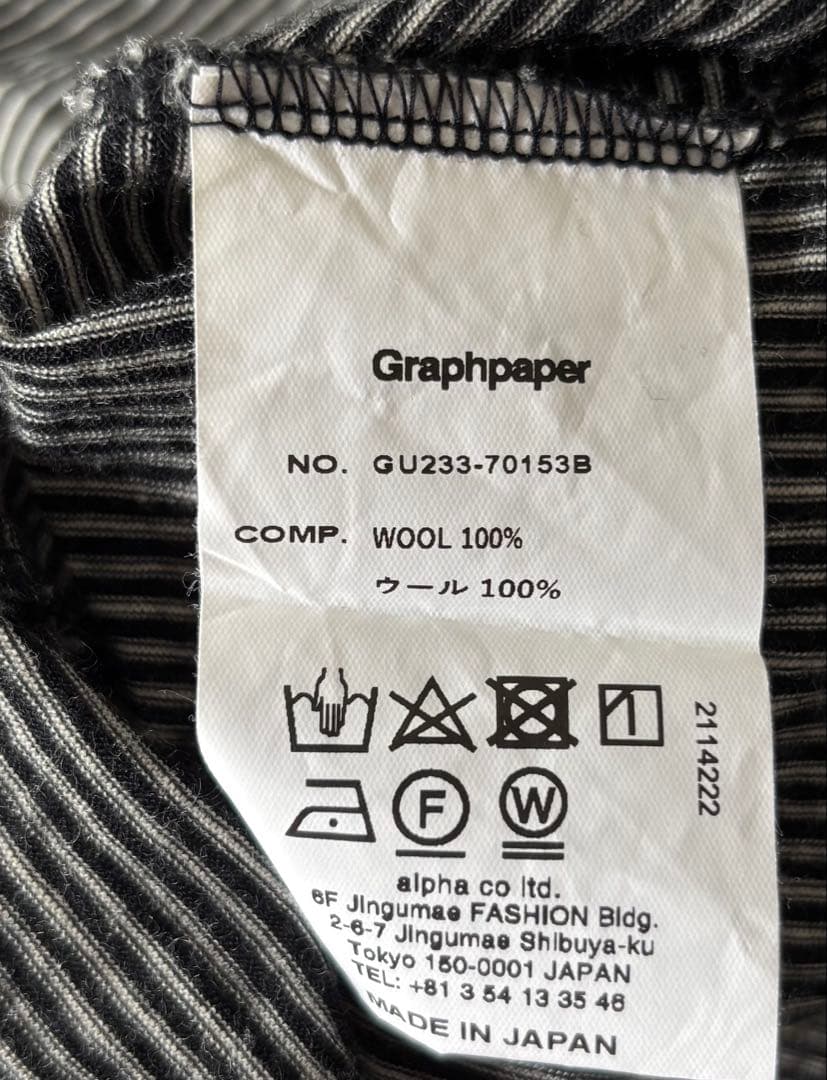 Graphpaper
NO. GU233-70153B
COMP. WOOL 100%
ウール 100%
2114222
F W
alpha co ltd.
6F Jingumae FASHION Bldg.
2-6-7 Jingumae Shibuya-ku
Tokyo 150-0001 JAPAN
TEL: +81 3 54 13 35 46
MADE IN JAPAN